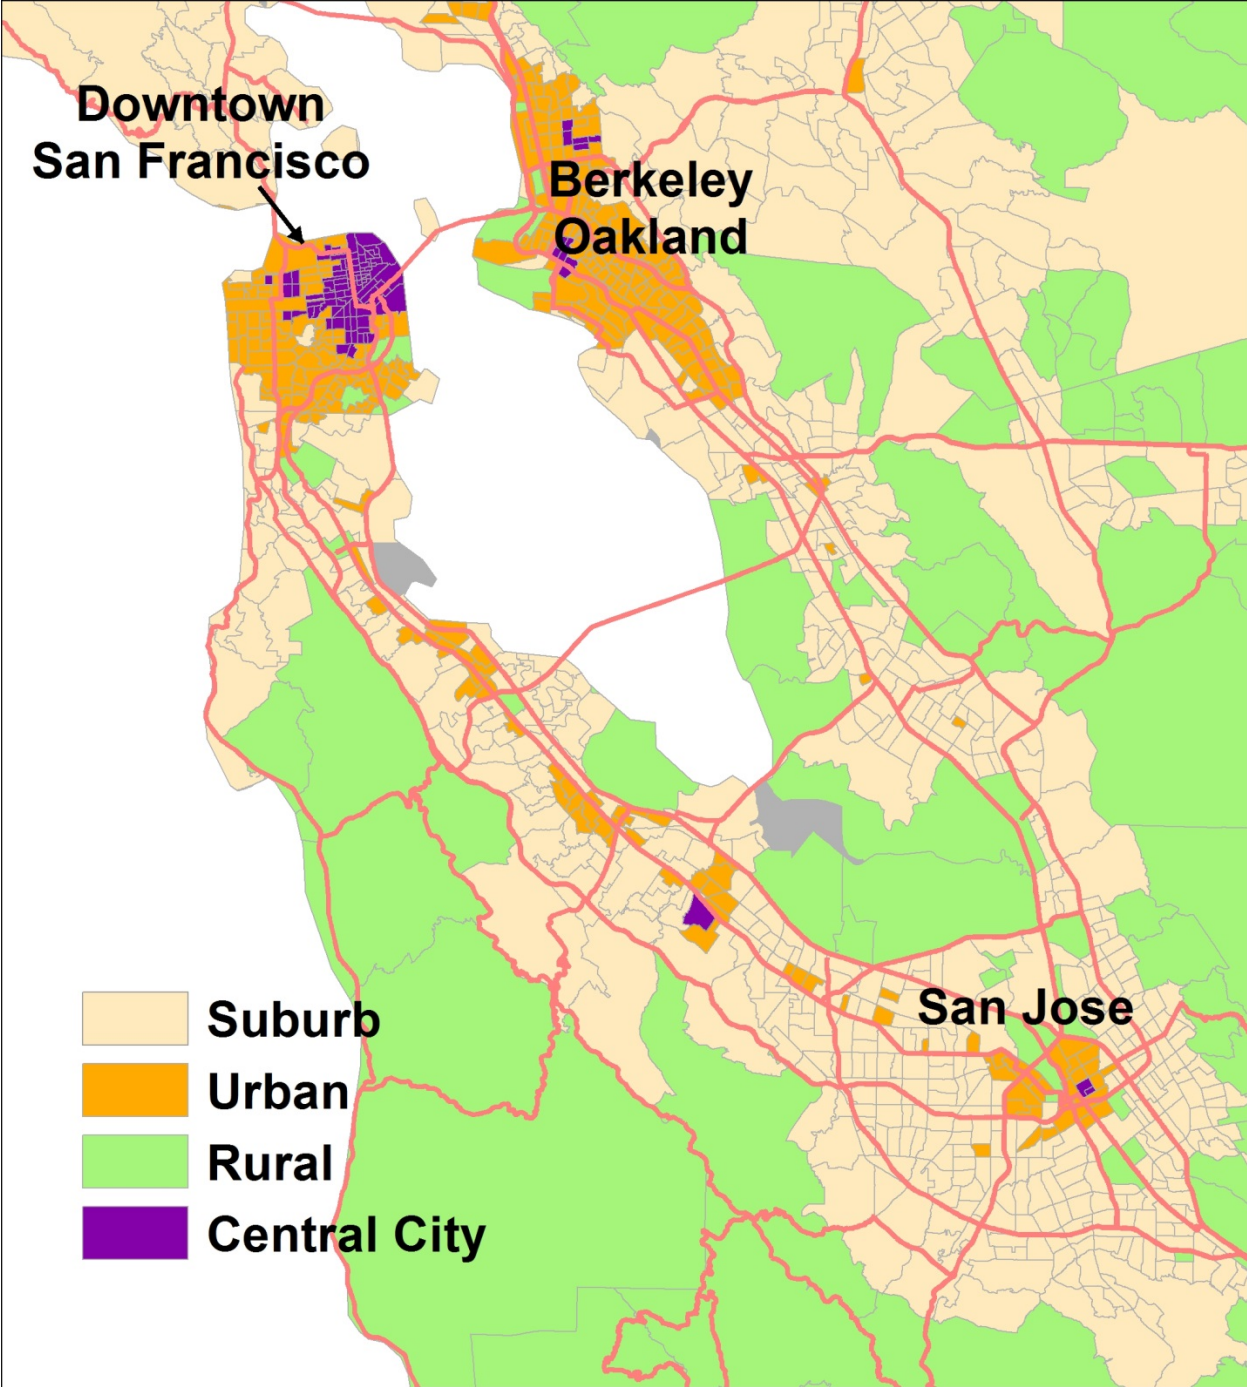 Downtown
San Francisco
Berkeley
Oakland
San Jose
Suburb
Urban
Rural
Central City